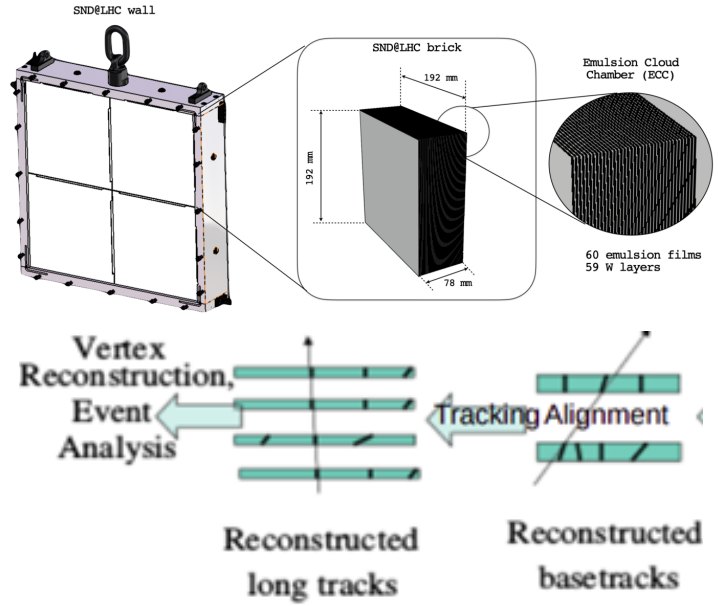 SND@LHC wall
SND@LHC brick
192 mm
192 mm
78 mm
Emulsion Cloud
Chamber (ECC)
60 emulsion films
59 W layers
Vertex
Reconstruction,
Event
Analysis
Tracking Alignment
Reconstructed
long tracks
Reconstructed
basetracks